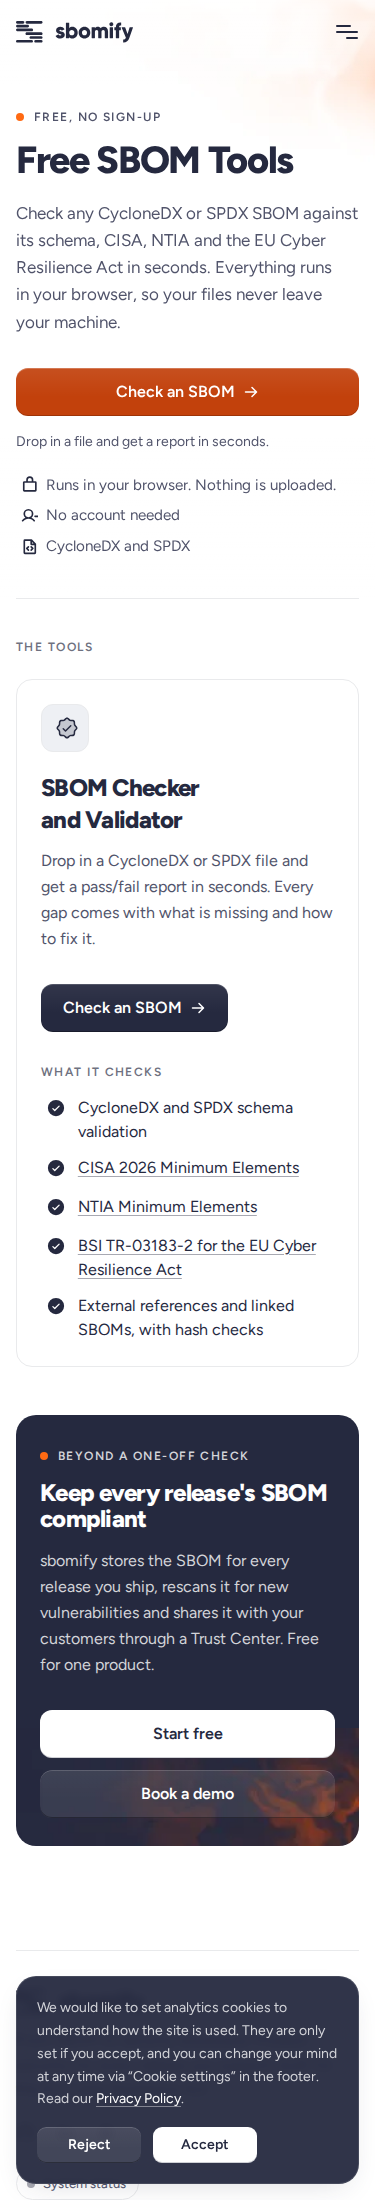 sbomify
FREE, NO SIGN-UP
Free SBOM Tools
Check any CycloneDX or SPDX SBOM against
its schema, CISA, NTIA and the EU Cyber
Resilience Act in seconds. Everything runs
in your browser, so your files never leave
your machine.
Check an SBOM →
Drop in a file and get a report in seconds.
Runs in your browser. Nothing is uploaded.
No account needed
CycloneDX and SPDX
THE TOOLS
SBOM Checker
and Validator
Drop in a CycloneDX or SPDX file and
get a pass/fail report in seconds. Every
gap comes with what is missing and how
to fix it.
Check an SBOM →
WHAT IT CHECKS
CycloneDX and SPDX schema
validation
CISA 2026 Minimum Elements
NTIA Minimum Elements
BSI TR-03183-2 for the EU Cyber
Resilience Act
External references and linked
SBOMs, with hash checks
BEYOND A ONE-OFF CHECK
Keep every release's SBOM
compliant
sbomify stores the SBOM for every
release you ship, rescans it for new
vulnerabilities and shares it with your
customers through a Trust Center. Free
for one product.
Start free
Book a demo
We would like to set analytics cookies to
understand how the site is used. They are only
set if you accept, and you can change your mind
at any time via “Cookie settings” in the footer.
Read our Privacy Policy.
Reject
Accept
System status